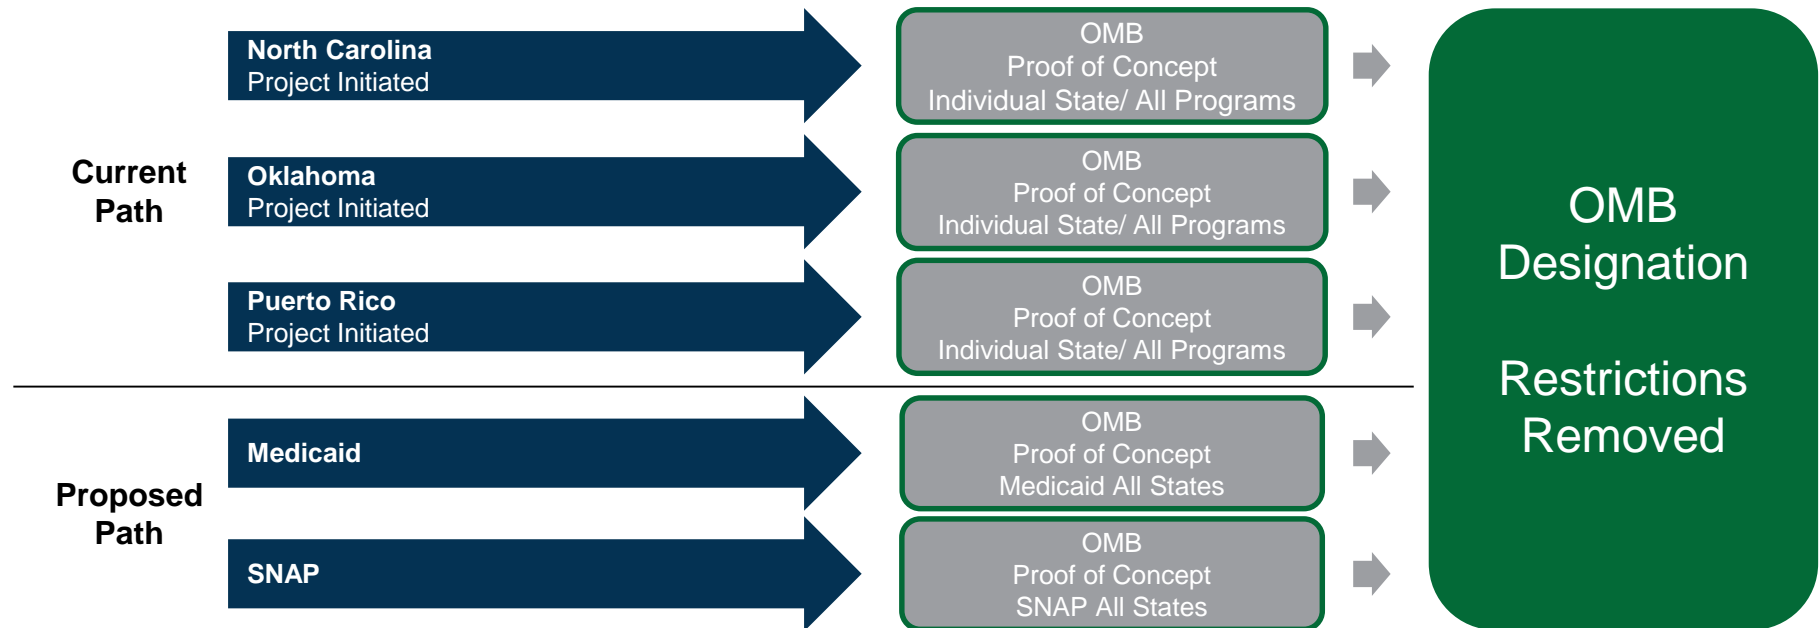 Current
Path
North Carolina
Project Initiated
OMB
Proof of Concept
Individual State/ All Programs
Oklahoma
Project Initiated
OMB
Proof of Concept
Individual State/ All Programs
Puerto Rico
Project Initiated
OMB
Proof of Concept
Individual State/ All Programs
Proposed
Path
Medicaid
OMB
Proof of Concept
Medicaid All States
SNAP
OMB
Proof of Concept
SNAP All States
OMB
Designation
Restrictions
Removed